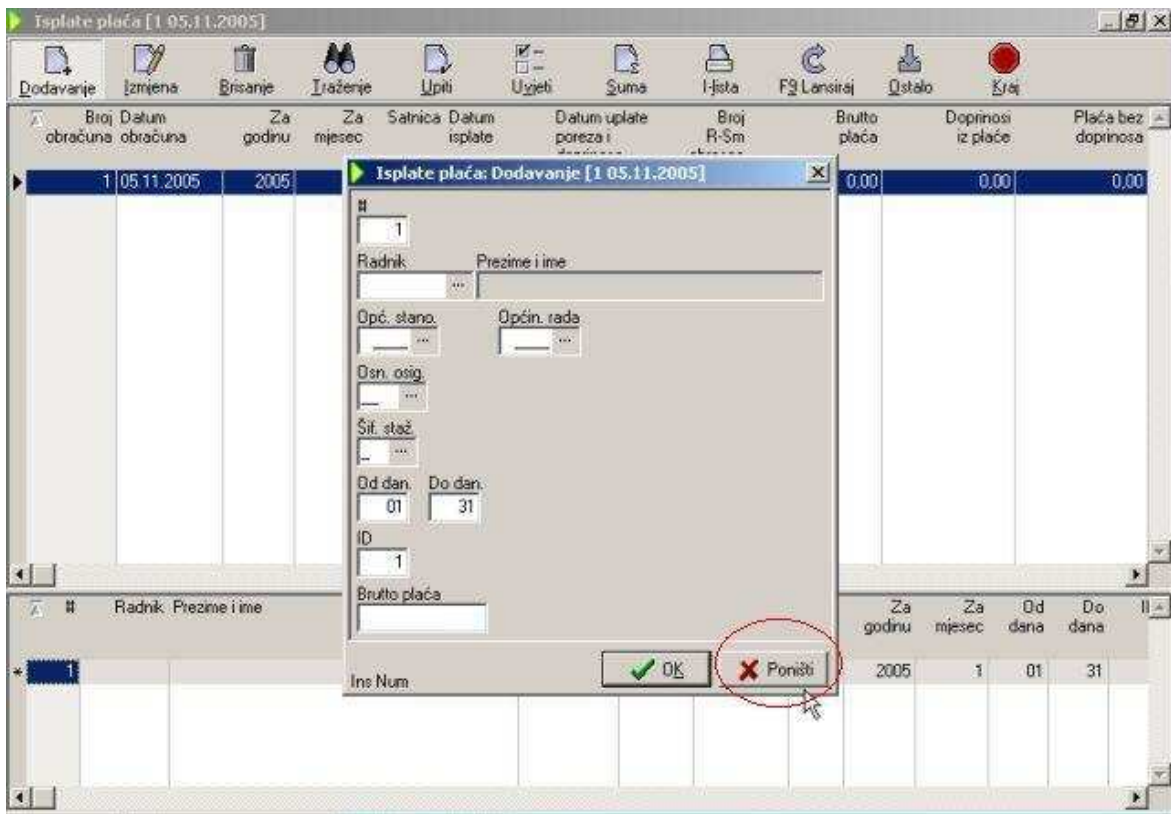 Isplate plaća [1 05.11.2005]
Dodavanje Izmjena Brisanje Traženje Upiti Uvjeti Suma I-lista F9 Lansiraj Ostalo Kraj
Broj Datum Za Za Satnica Datum Datum uplate Broj Brutto Doprinosi Plaća bez
obračuna obračuna godinu mjesec isplate poreza i R-Sm plaća iz plaće doprinosa
1 05.11.2005 2005 0,00 0,00 0,00
Isplate plaća: Dodavanje [1 05.11.2005]
#
1
Radnik Prezime i ime
...
Opć. stano. Općin. rada
____ ... ____ ...
Osn. osig.
__ ...
Šif. staž.
_ ...
Od dan. Do dan.
01 31
ID
1
Brutto plaća
OK Poništi
Ins Num
# Radnik Prezime i ime Za Za Od Do
godinu mjesec dana dana
* 1 2005 1 01 31